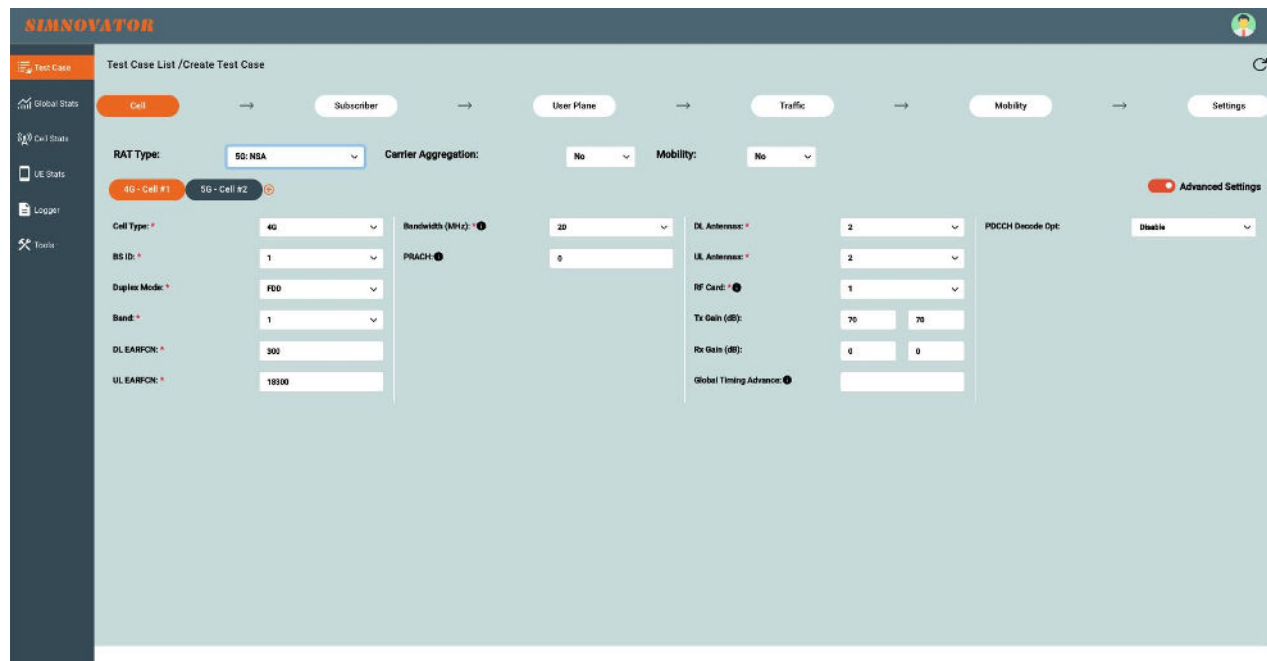 SIMNOVATOR
Test Case
Global Stats
Cell Stats
UE Stats
Logger
Tools
Test Case List /Create Test Case
Cell → Subscriber → User Plane → Traffic → Mobility → Settings
RAT Type: 5G: NSA Carrier Aggregation: No Mobility: No
4G - Cell #1 5G - Cell #2 Advanced Settings
Cell Type: * 4G Bandwidth (MHz): * 20 DL Antennas: * 2 PDCCH Decode Opt: Disable
BS ID: * 1 PRACH: 0 UL Antennas: * 2
Duplex Mode: * FDD RF Card: * 1
Band: * 1 Tx Gain (dB): 70 70
DL EARFCN: * 300 Rx Gain (dB): 0 0
UL EARFCN: * 18300 Global Timing Advance: